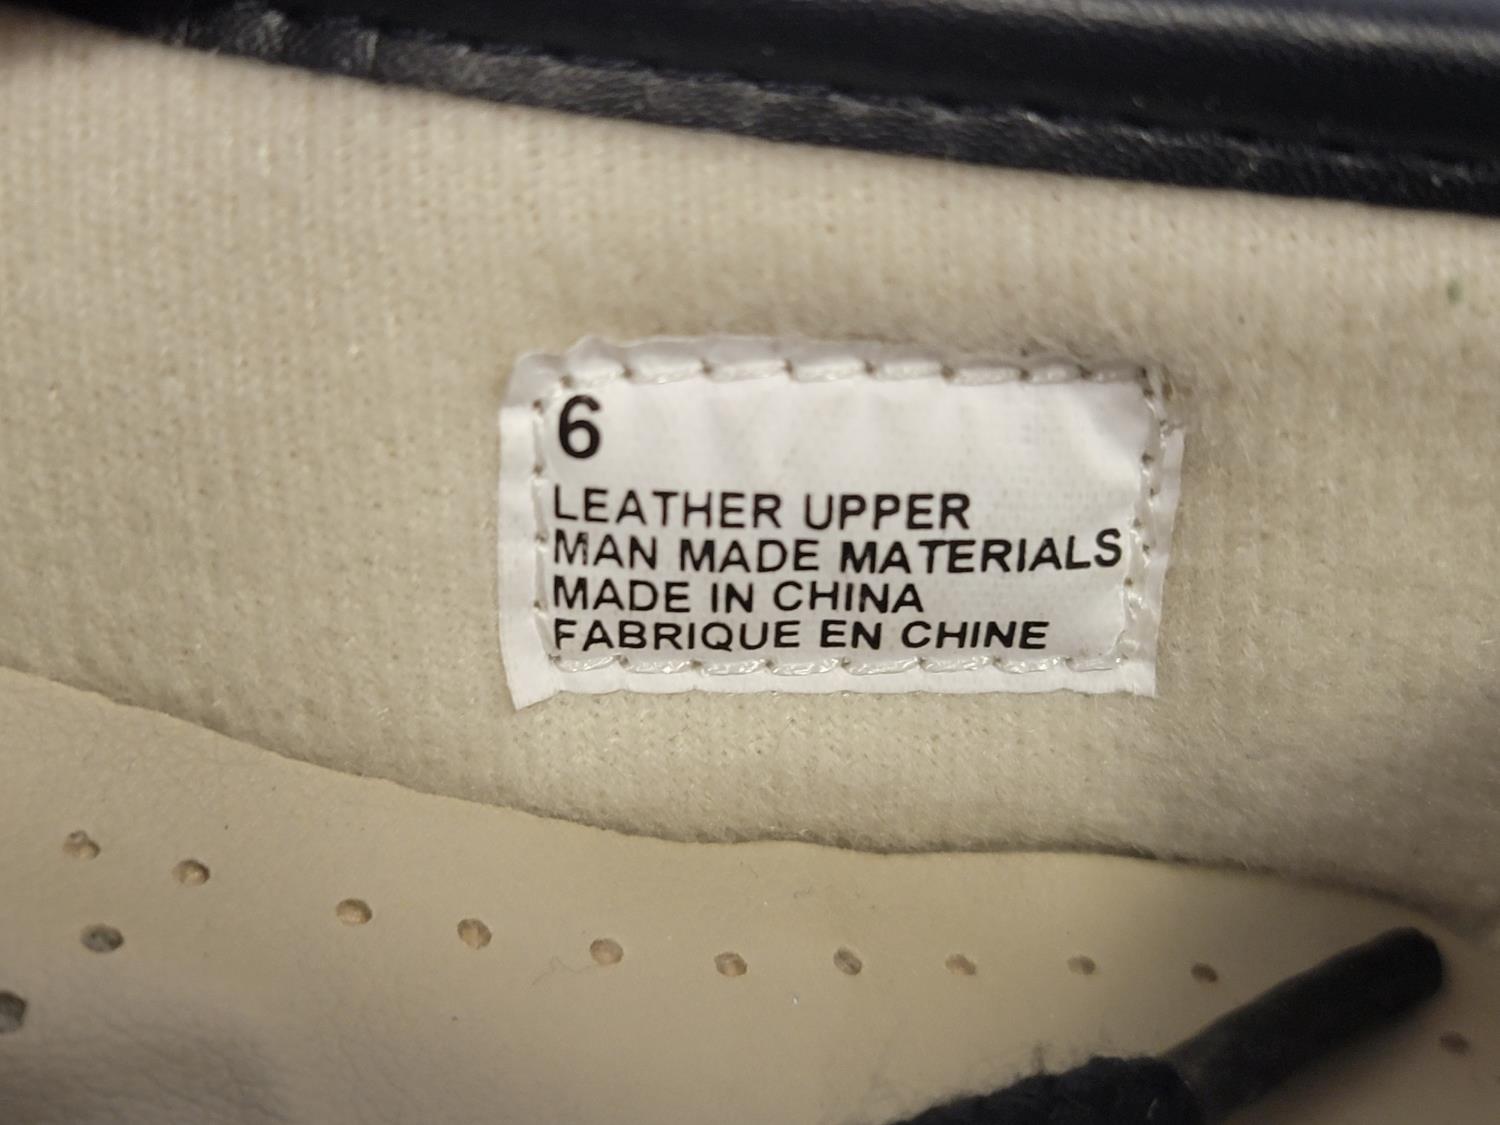 6
LEATHER UPPER
MAN MADE MATERIALS
MADE IN CHINA
FABRIQUE EN CHINE